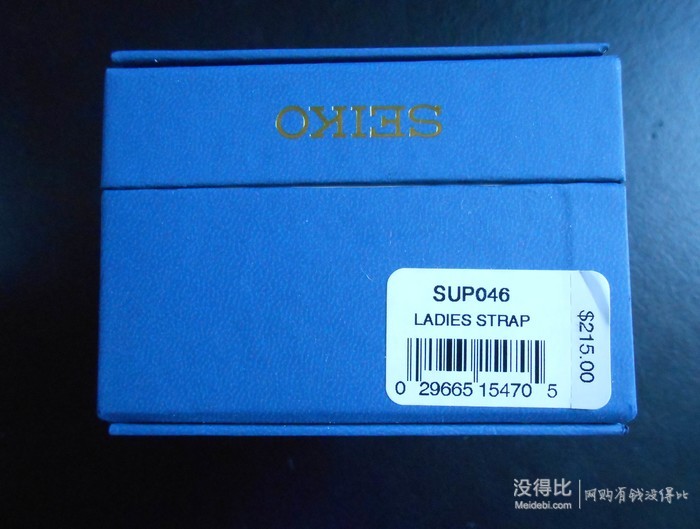 SEIKO
SUP046
LADIES STRAP
$215.00
0 29665 15470 5
没得比
Meidebi.com
网购有钱没得比